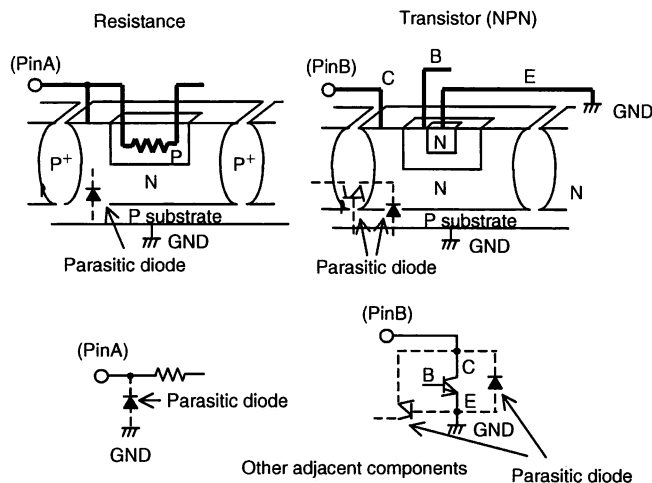 Resistance
Transistor (NPN)
(PinA)
P+
P
P+
N
P substrate
GND
Parasitic diode
(PinB)
C
B
E
GND
N
N
N
P substrate
GND
Parasitic diode
(PinA)
Parasitic diode
GND
(PinB)
C
B
E
GND
Other adjacent components
Parasitic diode